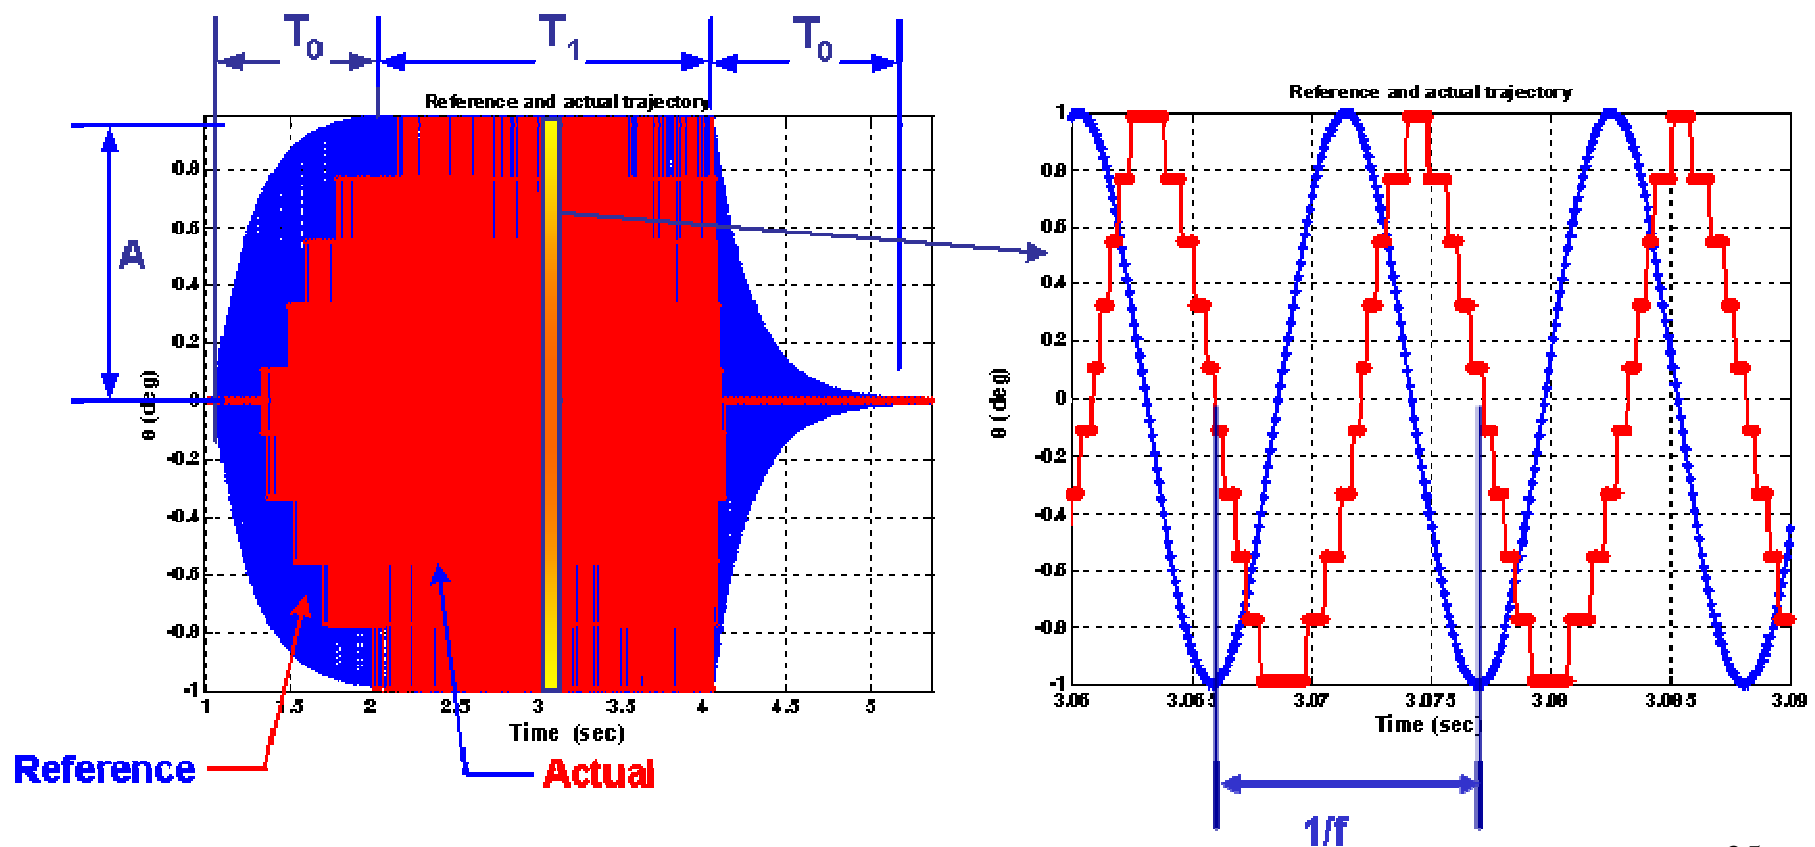 T0 T1 T0
Reference and actual trajectory
A
θ (deg)
0.8
0.6
0.4
0.2
0
-0.2
-0.4
-0.6
-0.8
-1
1 1.5 2 2.5 3 3.5 4 4.5 5
Time (sec)
Reference
Actual
Reference and actual trajectory
θ (deg)
1
0.8
0.6
0.4
0.2
0
-0.2
-0.4
-0.6
-0.8
-1
3.06 3.065 3.07 3.075 3.08 3.085 3.09
Time (sec)
1/f